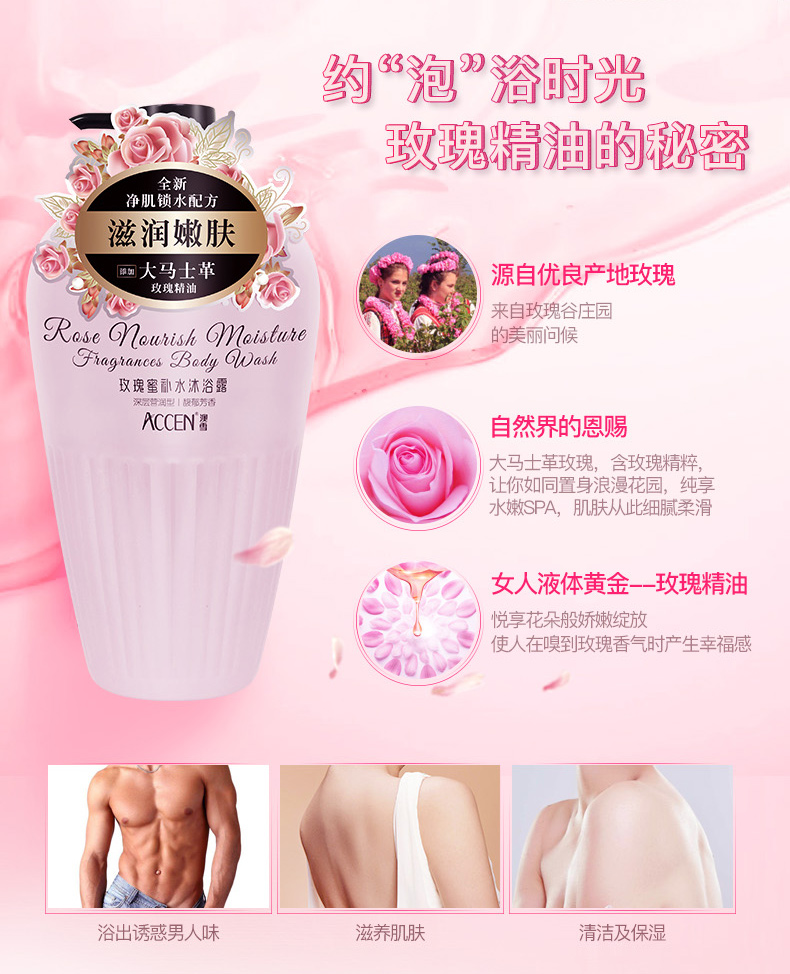 约“泡”浴时光
玫瑰精油的秘密
全新
净肌锁水配方
滋润嫩肤
添加 大马士革
玫瑰精油
Rose Nourish Moisture
Fragrances Body Wash
玫瑰蜜补水沐浴露
深层营润型 | 馥郁芳香
ACCEN® 澳雪
源自优良产地玫瑰
来自玫瑰谷庄园
的美丽问候
自然界的恩赐
大马士革玫瑰，含玫瑰精粹，
让你如同置身浪漫花园，纯享
水嫩SPA，肌肤从此细腻柔滑
女人液体黄金--玫瑰精油
悦享花朵般娇嫩绽放
使人在嗅到玫瑰香气时产生幸福感
浴出诱惑男人味
滋养肌肤
清洁及保湿